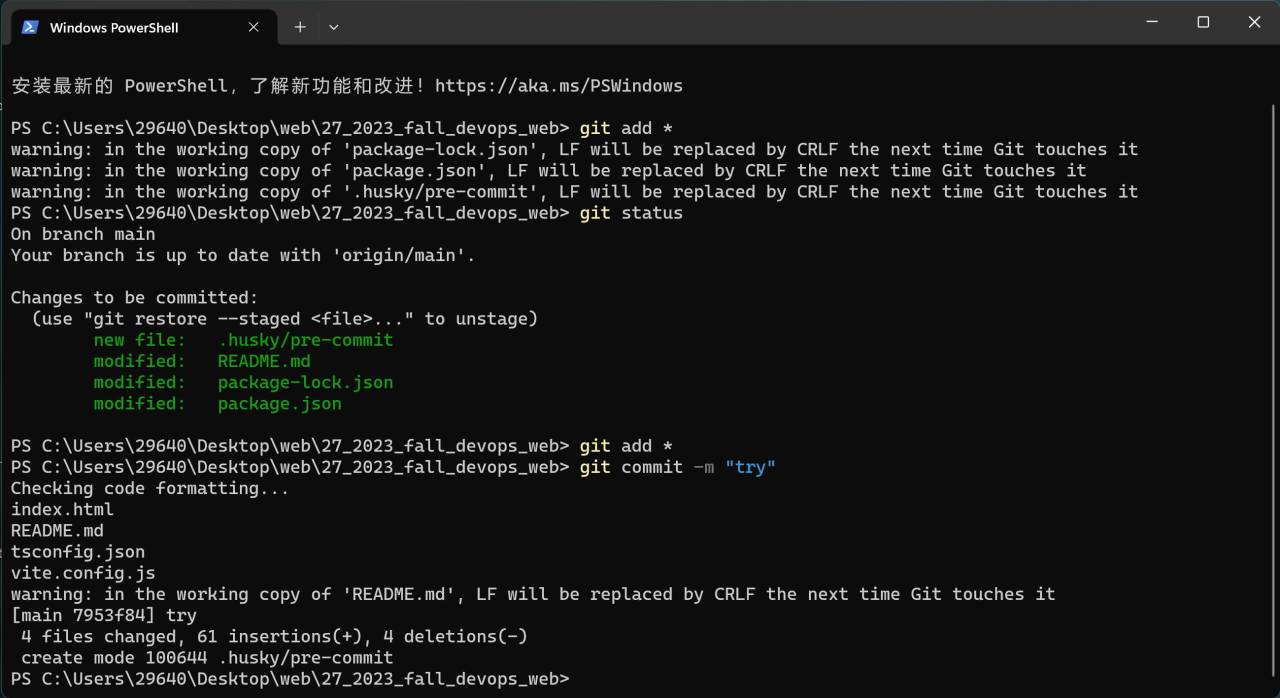 Windows PowerShell
安装最新的 PowerShell，了解新功能和改进！https://aka.ms/PSWindows
PS C:\Users\29640\Desktop\web\27_2023_fall_devops_web> git add *
warning: in the working copy of 'package-lock.json', LF will be replaced by CRLF the next time Git touches it
warning: in the working copy of 'package.json', LF will be replaced by CRLF the next time Git touches it
warning: in the working copy of '.husky/pre-commit', LF will be replaced by CRLF the next time Git touches it
PS C:\Users\29640\Desktop\web\27_2023_fall_devops_web> git status
On branch main
Your branch is up to date with 'origin/main'.
Changes to be committed:
  (use "git restore --staged <file>..." to unstage)
        new file:   .husky/pre-commit
        modified:   README.md
        modified:   package-lock.json
        modified:   package.json
PS C:\Users\29640\Desktop\web\27_2023_fall_devops_web> git add *
PS C:\Users\29640\Desktop\web\27_2023_fall_devops_web> git commit -m "try"
Checking code formatting...
index.html
README.md
tsconfig.json
vite.config.js
warning: in the working copy of 'README.md', LF will be replaced by CRLF the next time Git touches it
[main 7953f84] try
 4 files changed, 61 insertions(+), 4 deletions(-)
 create mode 100644 .husky/pre-commit
PS C:\Users\29640\Desktop\web\27_2023_fall_devops_web>